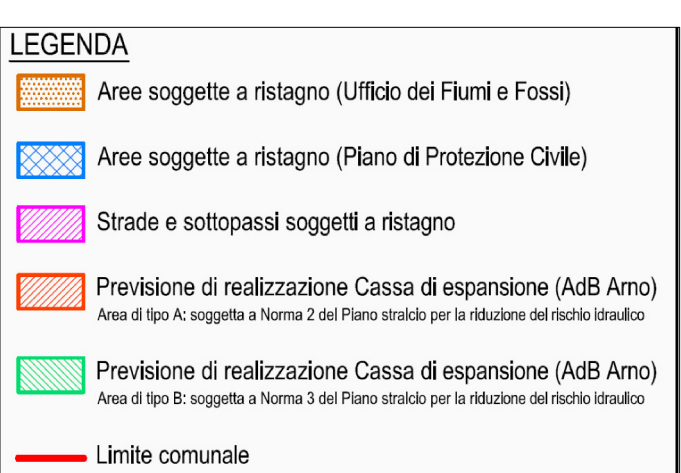 LEGENDA
Aree soggette a ristagno (Ufficio dei Fiumi e Fossi)
Aree soggette a ristagno (Piano di Protezione Civile)
Strade e sottopassi soggetti a ristagno
Previsione di realizzazione Cassa di espansione (AdB Arno)
Area di tipo A: soggetta a Norma 2 del Piano stralcio per la riduzione del rischio idraulico
Previsione di realizzazione Cassa di espansione (AdB Arno)
Area di tipo B: soggetta a Norma 3 del Piano stralcio per la riduzione del rischio idraulico
Limite comunale